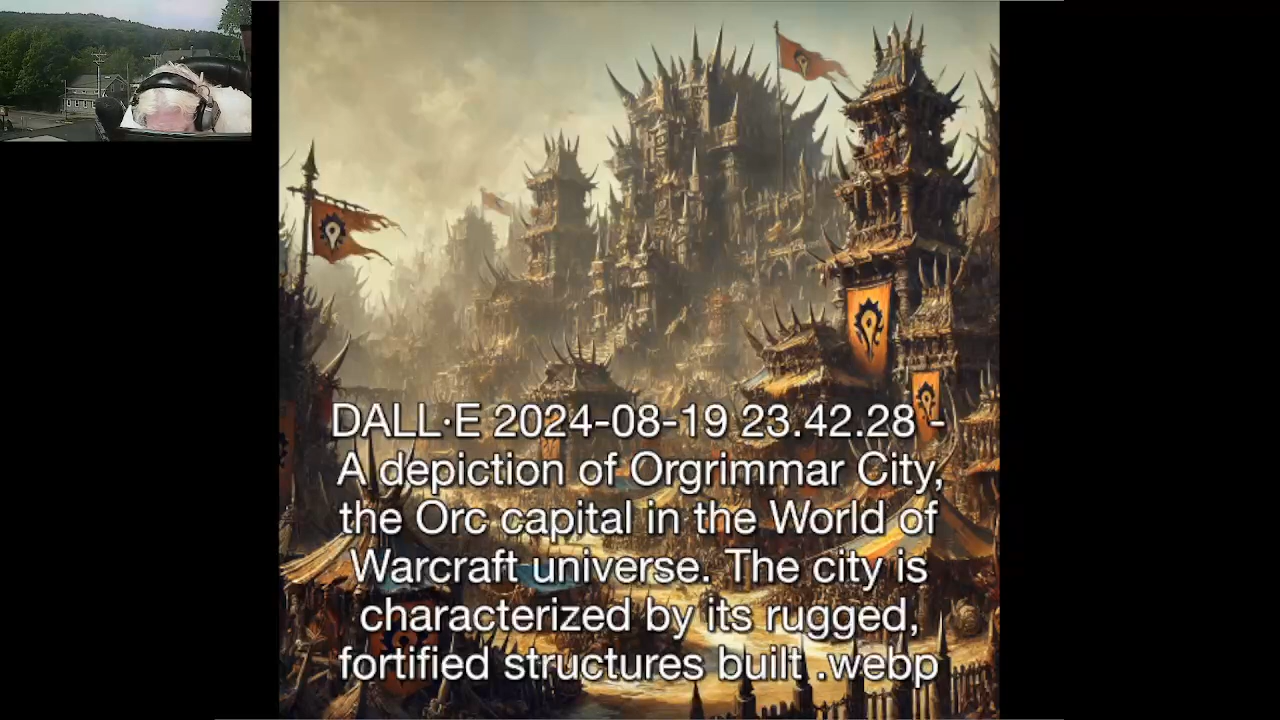 DALL·E 2024-08-19 23.42.28 -
A depiction of Orgrimmar City,
the Orc capital in the World of
Warcraft universe. The city is
characterized by its rugged,
fortified structures built .webp